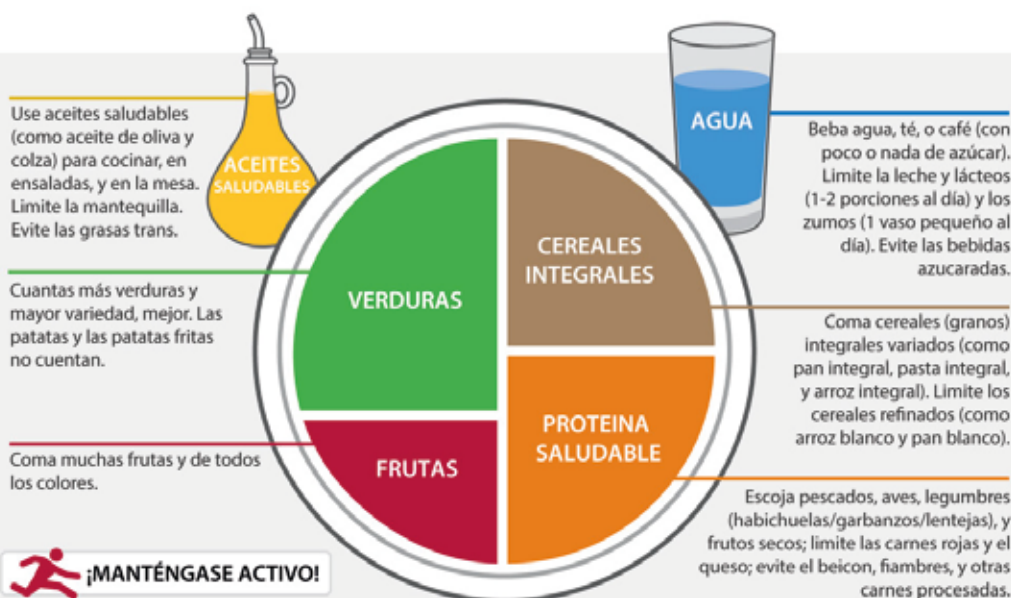 Use aceites saludables
(como aceite de oliva y
colza) para cocinar, en
ensaladas, y en la mesa.
Limite la mantequilla.
Evite las grasas trans.
ACEITES
SALUDABLES
AGUA
Beba agua, té, o café (con
poco o nada de azúcar).
Limite la leche y lácteos
(1-2 porciones al día) y los
zumos (1 vaso pequeño al
día). Evite las bebidas
azucaradas.
Cuantas más verduras y
mayor variedad, mejor. Las
patatas y las patatas fritas
no cuentan.
VERDURAS
CEREALES
INTEGRALES
Coma cereales (granos)
integrales variados (como
pan integral, pasta integral,
y arroz integral). Limite los
cereales refinados (como
arroz blanco y pan blanco).
Coma muchas frutas y de todos
los colores.
FRUTAS
PROTEINA
SALUDABLE
Escoja pescados, aves, legumbres
(habichuelas/garbanzos/lentejas), y
frutos secos; limite las carnes rojas y el
queso; evite el beicon, fiambres, y otras
carnes procesadas.
¡MANTÉNGASE ACTIVO!